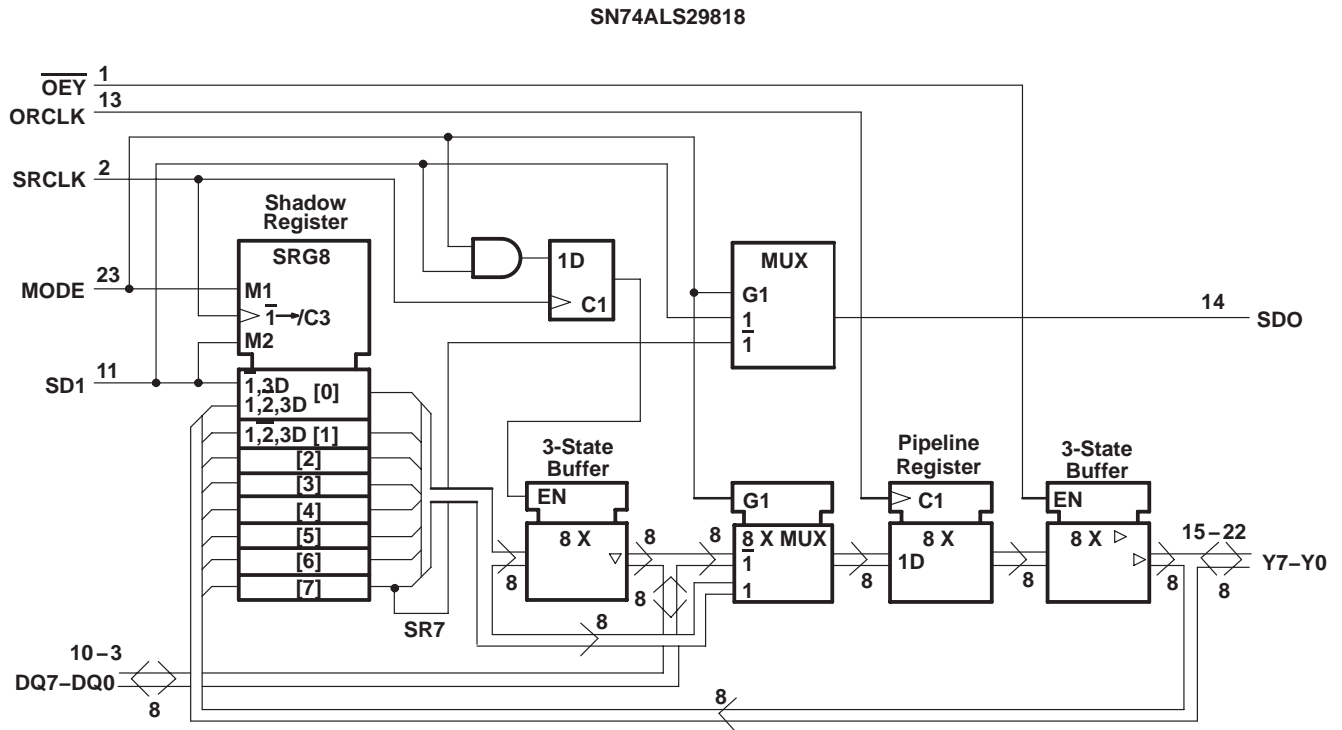 SN74ALS29818
OEY 1
ORCLK 13
SRCLK 2
Shadow
Register
SRG8
MODE 23
M1
1→/C3
M2
SD1 11
1,3D
1,2,3D [0]
1,2,3D [1]
[2]
[3]
[4]
[5]
[6]
[7]
SR7
1D
C1
MUX
G1
1
1
14
SDO
3-State
Buffer
EN
8 X
▽
8
8
8
8
8
8
G1
8 X MUX
1
1
8
Pipeline
Register
C1
8 X
1D
8
3-State
Buffer
EN
8 X ▷
▷
8
15–22
Y7–Y0
8
10–3
DQ7–DQ0
8
8